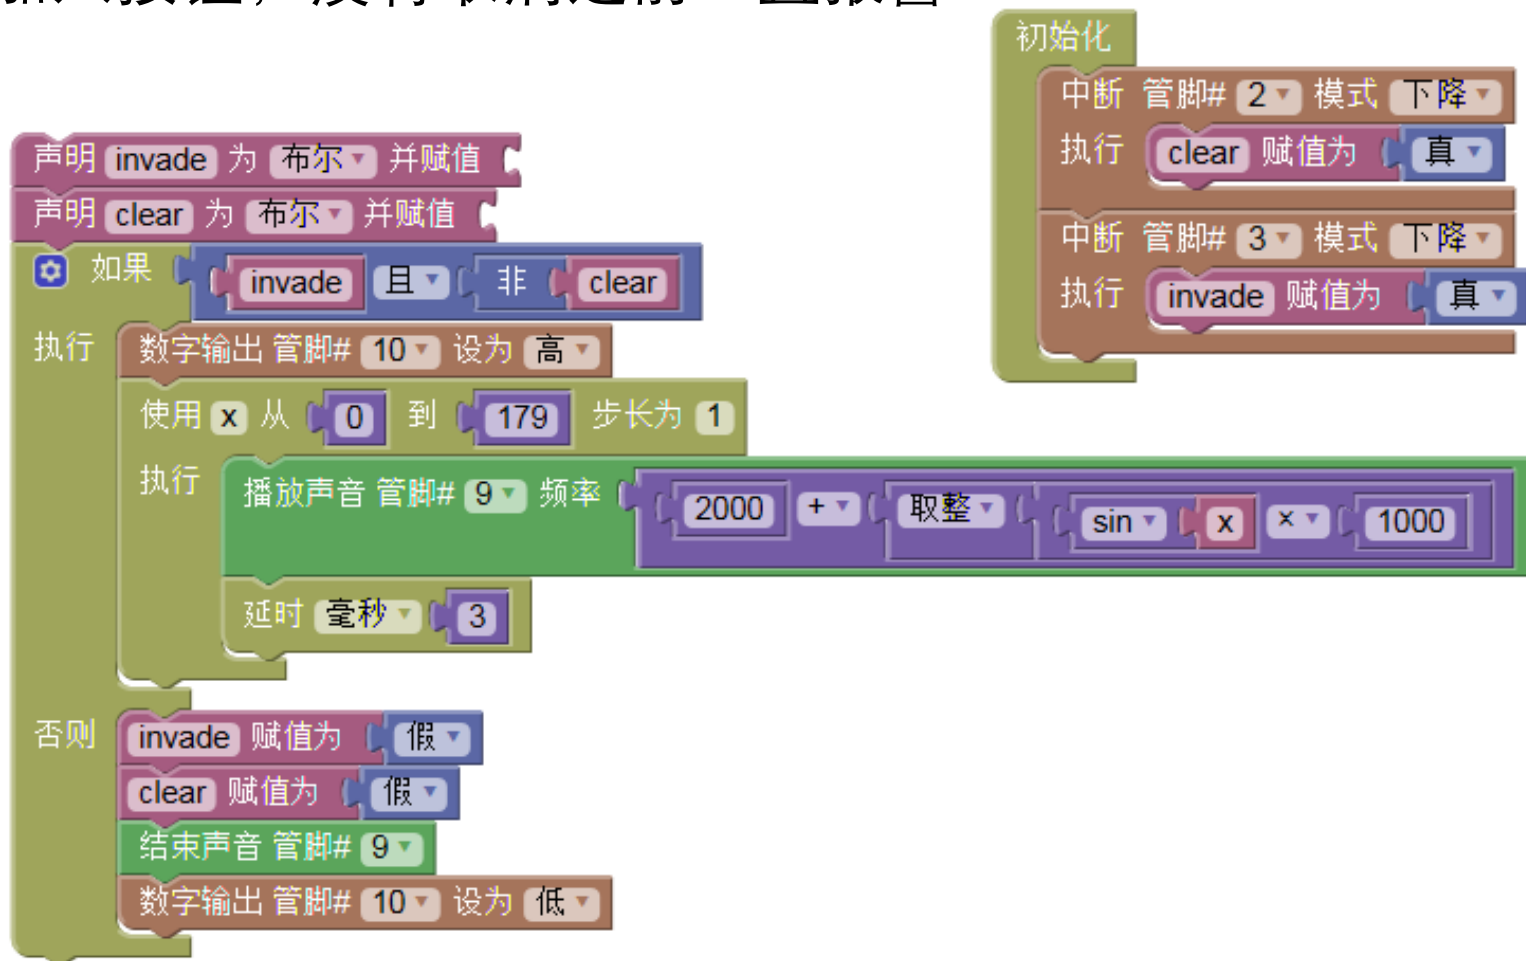 初始化
中断 管脚# 2 模式 下降
执行 clear 赋值为 真
中断 管脚# 3 模式 下降
执行 invade 赋值为 真
声明 invade 为 布尔 并赋值
声明 clear 为 布尔 并赋值
如果 invade 且 非 clear
执行 数字输出 管脚# 10 设为 高
使用 x 从 0 到 179 步长为 1
执行 播放声音 管脚# 9 频率 2000 + 取整 sin x × 1000
延时 毫秒 3
否则 invade 赋值为 假
clear 赋值为 假
结束声音 管脚# 9
数字输出 管脚# 10 设为 低